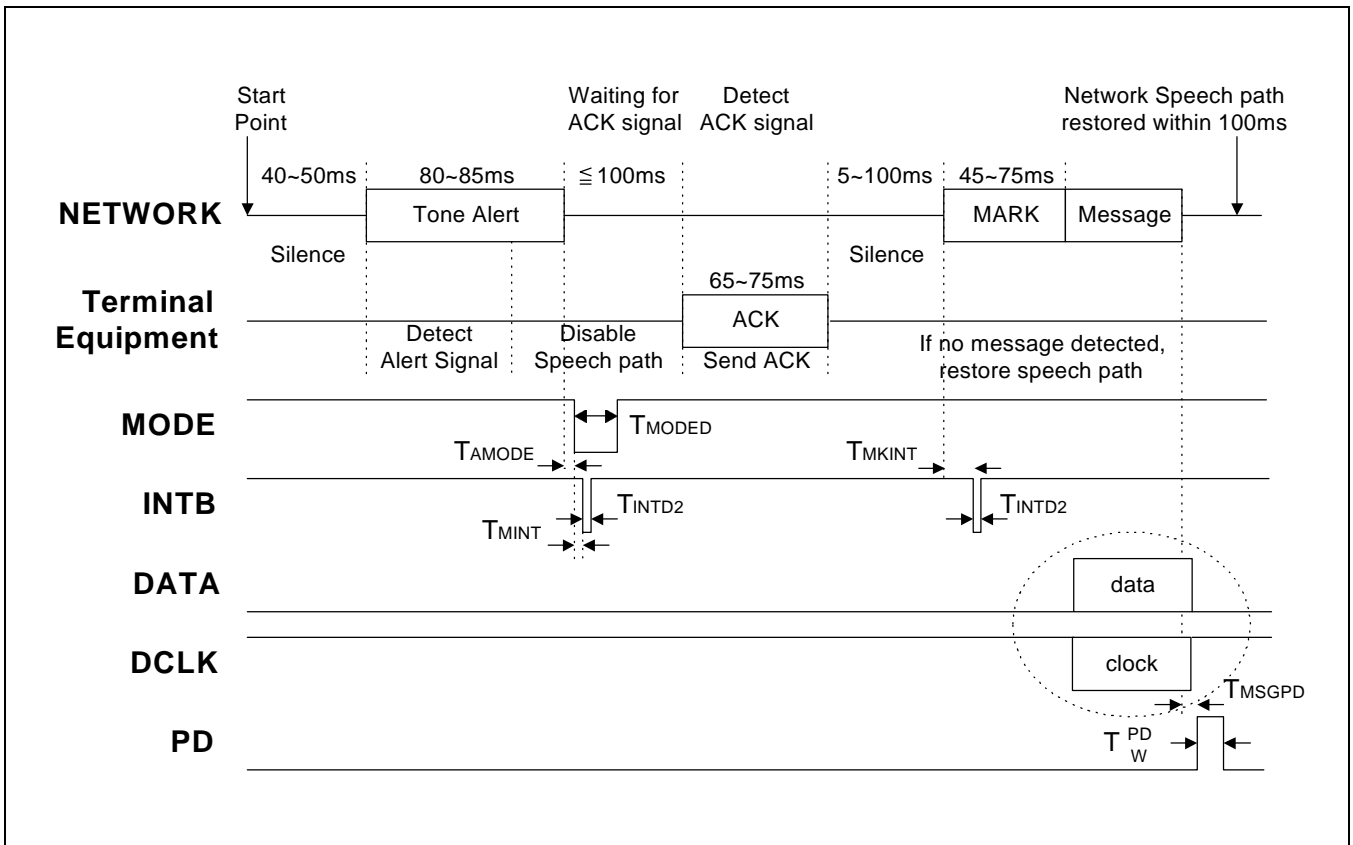 Start
Point
Waiting for
ACK signal
Detect
ACK signal
Network Speech path
restored within 100ms
40~50ms
80~85ms
≦100ms
5~100ms
45~75ms
NETWORK
Tone Alert
MARK
Message
Silence
Silence
65~75ms
Terminal
Equipment
ACK
Detect
Alert Signal
Disable
Speech path
Send ACK
If no message detected,
restore speech path
MODE
TMODED
TAMODE
TMKINT
INTB
TINTD2
TINTD2
TMINT
DATA
data
DCLK
clock
TMSGPD
PD
T PD
W